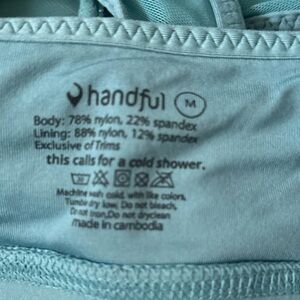 handful M
Body: 78% nylon, 22% spandex
Lining: 88% nylon, 12% spandex
Exclusive of Trims
this calls for a cold shower.
Machine wash cold, with like colors,
Tumble dry low, Do not bleach,
Do not iron,Do not dryclean
made in cambodia